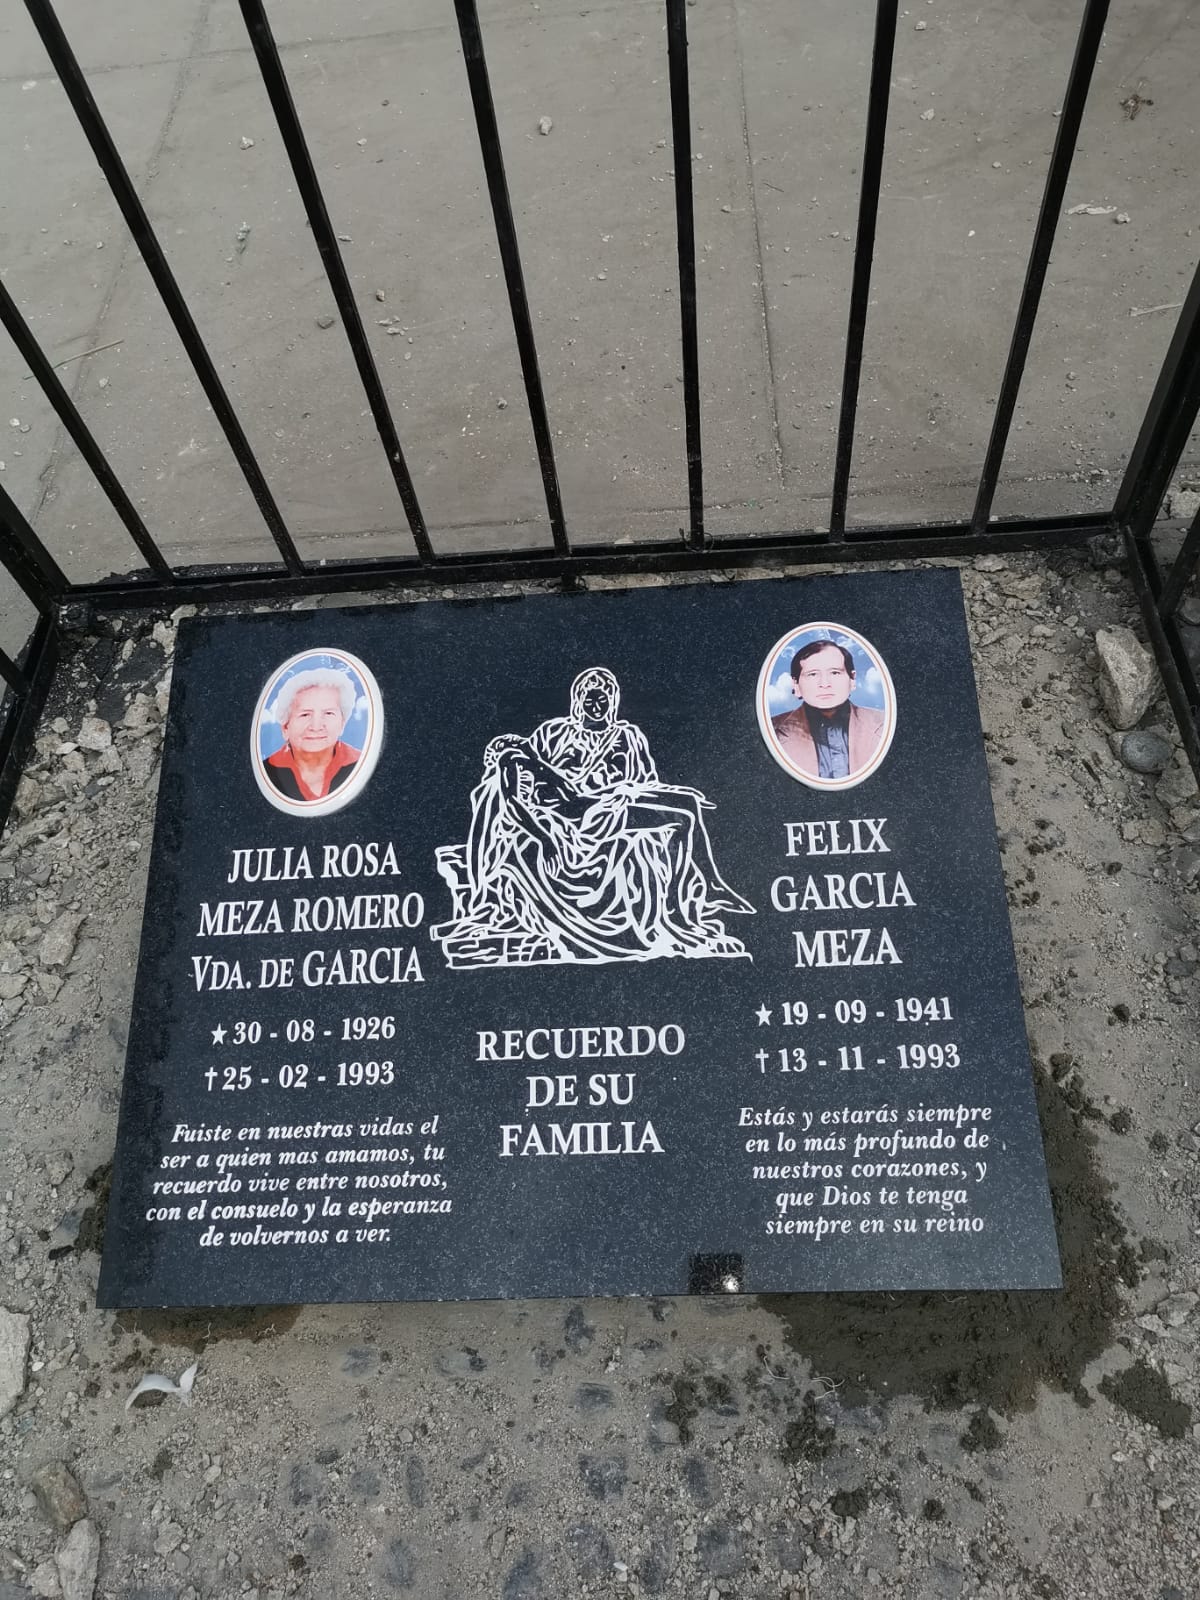 JULIA ROSA
MEZA ROMERO
VDA. DE GARCIA
★ 30 - 08 - 1926
† 25 - 02 - 1993
Fuiste en nuestras vidas el
ser a quien mas amamos, tu
recuerdo vive entre nosotros,
con el consuelo y la esperanza
de volvernos a ver.
RECUERDO
DE SU
FAMILIA
FELIX
GARCIA
MEZA
★ 19 - 09 - 1941
† 13 - 11 - 1993
Estás y estarás siempre
en lo más profundo de
nuestros corazones, y
que Dios te tenga
siempre en su reino